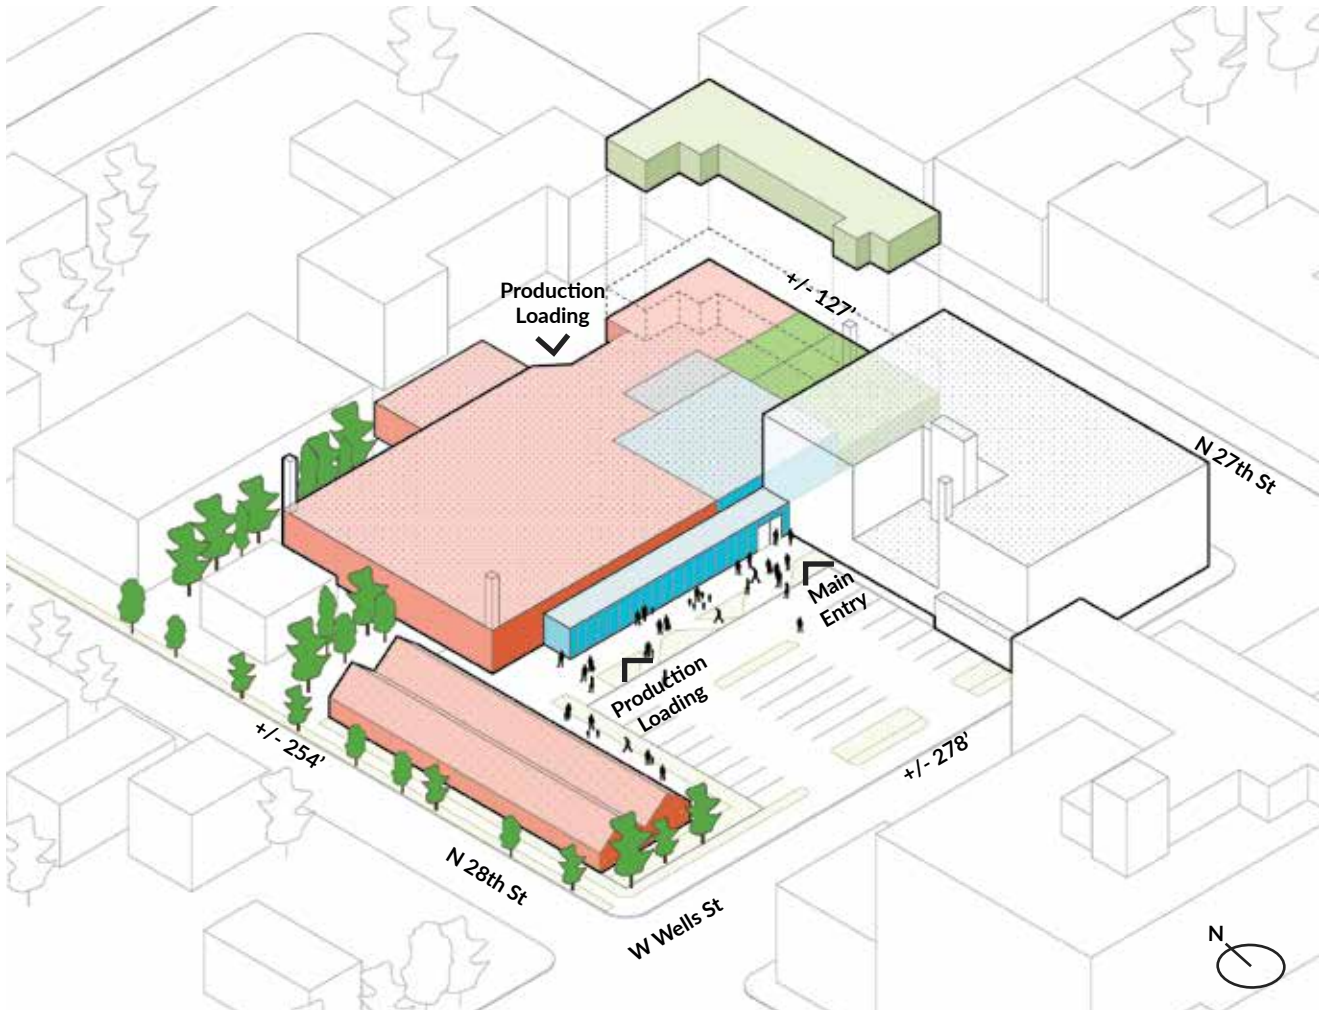 +/- 127'
Production
Loading
N 27th St
Main
Entry
Production
Loading
+/- 254'
+/- 278'
N 28th St
W Wells St
N